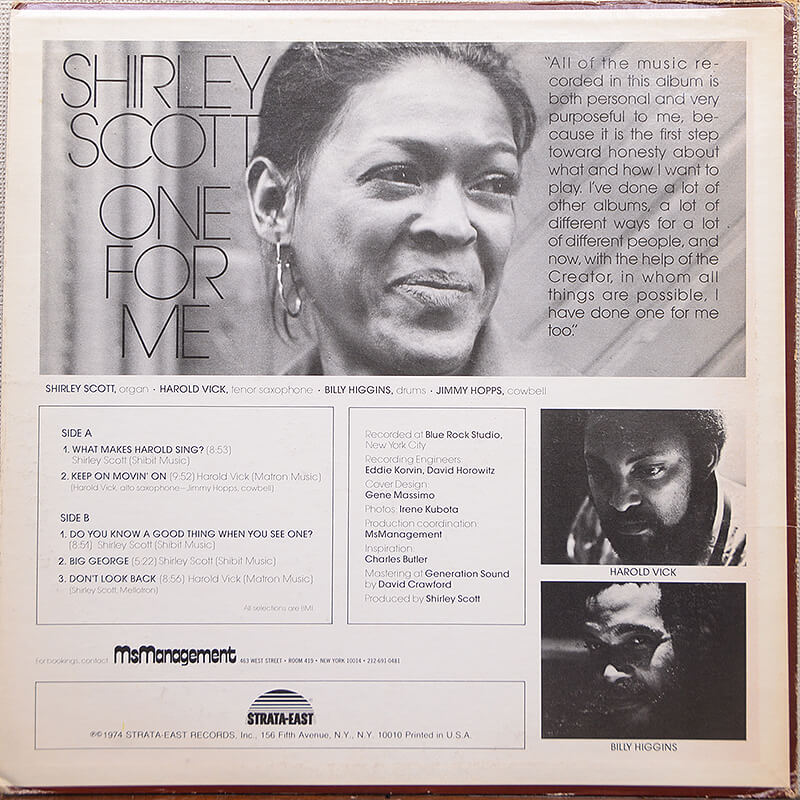 SHIRLEY
SCOTT
ONE
FOR
ME
"All of the music re-
corded in this album is
both personal and very
purposeful to me, be-
cause it is the first step
toward honesty about
what and how I want to
play. I've done a lot of
other albums, a lot of
different ways for a lot
of different people, and
now, with the help of the
Creator, in whom all
things are possible, I
have done one for me
too."
SHIRLEY SCOTT, organ · HAROLD VICK, tenor saxophone · BILLY HIGGINS, drums · JIMMY HOPPS, cowbell
SIDE A
1. WHAT MAKES HAROLD SING? (8:53)
Shirley Scott (Shibit Music)
2. KEEP ON MOVIN' ON (9:52) Harold Vick (Matron Music)
(Harold Vick, alto saxophone—Jimmy Hopps, cowbell)
SIDE B
1. DO YOU KNOW A GOOD THING WHEN YOU SEE ONE?
(8:51) Shirley Scott (Shibit Music)
2. BIG GEORGE (5:22) Shirley Scott (Shibit Music)
3. DON'T LOOK BACK (8:56) Harold Vick (Matron Music)
(Shirley Scott, Mellotron)
All selections are BMI.
Recorded at Blue Rock Studio,
New York City
Recording Engineers:
Eddie Korvin, David Horowitz
Cover Design:
Gene Massimo
Photos: Irene Kubota
Production coordination:
MsManagement
Inspiration:
Charles Butler
Mastering at Generation Sound
by David Crawford
Produced by Shirley Scott
HAROLD VICK
BILLY HIGGINS
For bookings, contact MsManagement 463 WEST STREET • ROOM 419 • NEW YORK 10014 • 212-691-0481
STRATA-EAST
℗©1974 STRATA-EAST RECORDS, Inc., 156 Fifth Avenue, N.Y., N.Y. 10010 Printed in U.S.A.